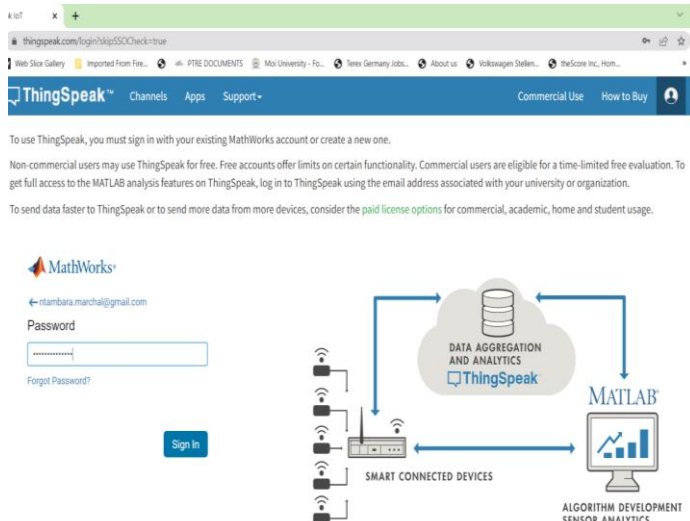 k IoT x +
thingspeak.com/login?skipSSOCheck=true
Web Slice Gallery Imported From Fire... PTRE DOCUMENTS Moi University - Fo... Terex Germany Jobs... About us Volkswagen Stellen... theScore Inc., Hom...
ThingSpeak™ Channels Apps Support Commercial Use How to Buy
To use ThingSpeak, you must sign in with your existing MathWorks account or create a new one.
Non-commercial users may use ThingSpeak for free. Free accounts offer limits on certain functionality. Commercial users are eligible for a time-limited free evaluation. To
get full access to the MATLAB analysis features on ThingSpeak, log in to ThingSpeak using the email address associated with your university or organization.
To send data faster to ThingSpeak or to send more data from more devices, consider the paid license options for commercial, academic, home and student usage.
MathWorks®
ntambara.marchal@gmail.com
Password
Forgot Password?
Sign In
DATA AGGREGATION
AND ANALYTICS
ThingSpeak
MATLAB
SMART CONNECTED DEVICES
ALGORITHM DEVELOPMENT
SENSOR ANALYTICS